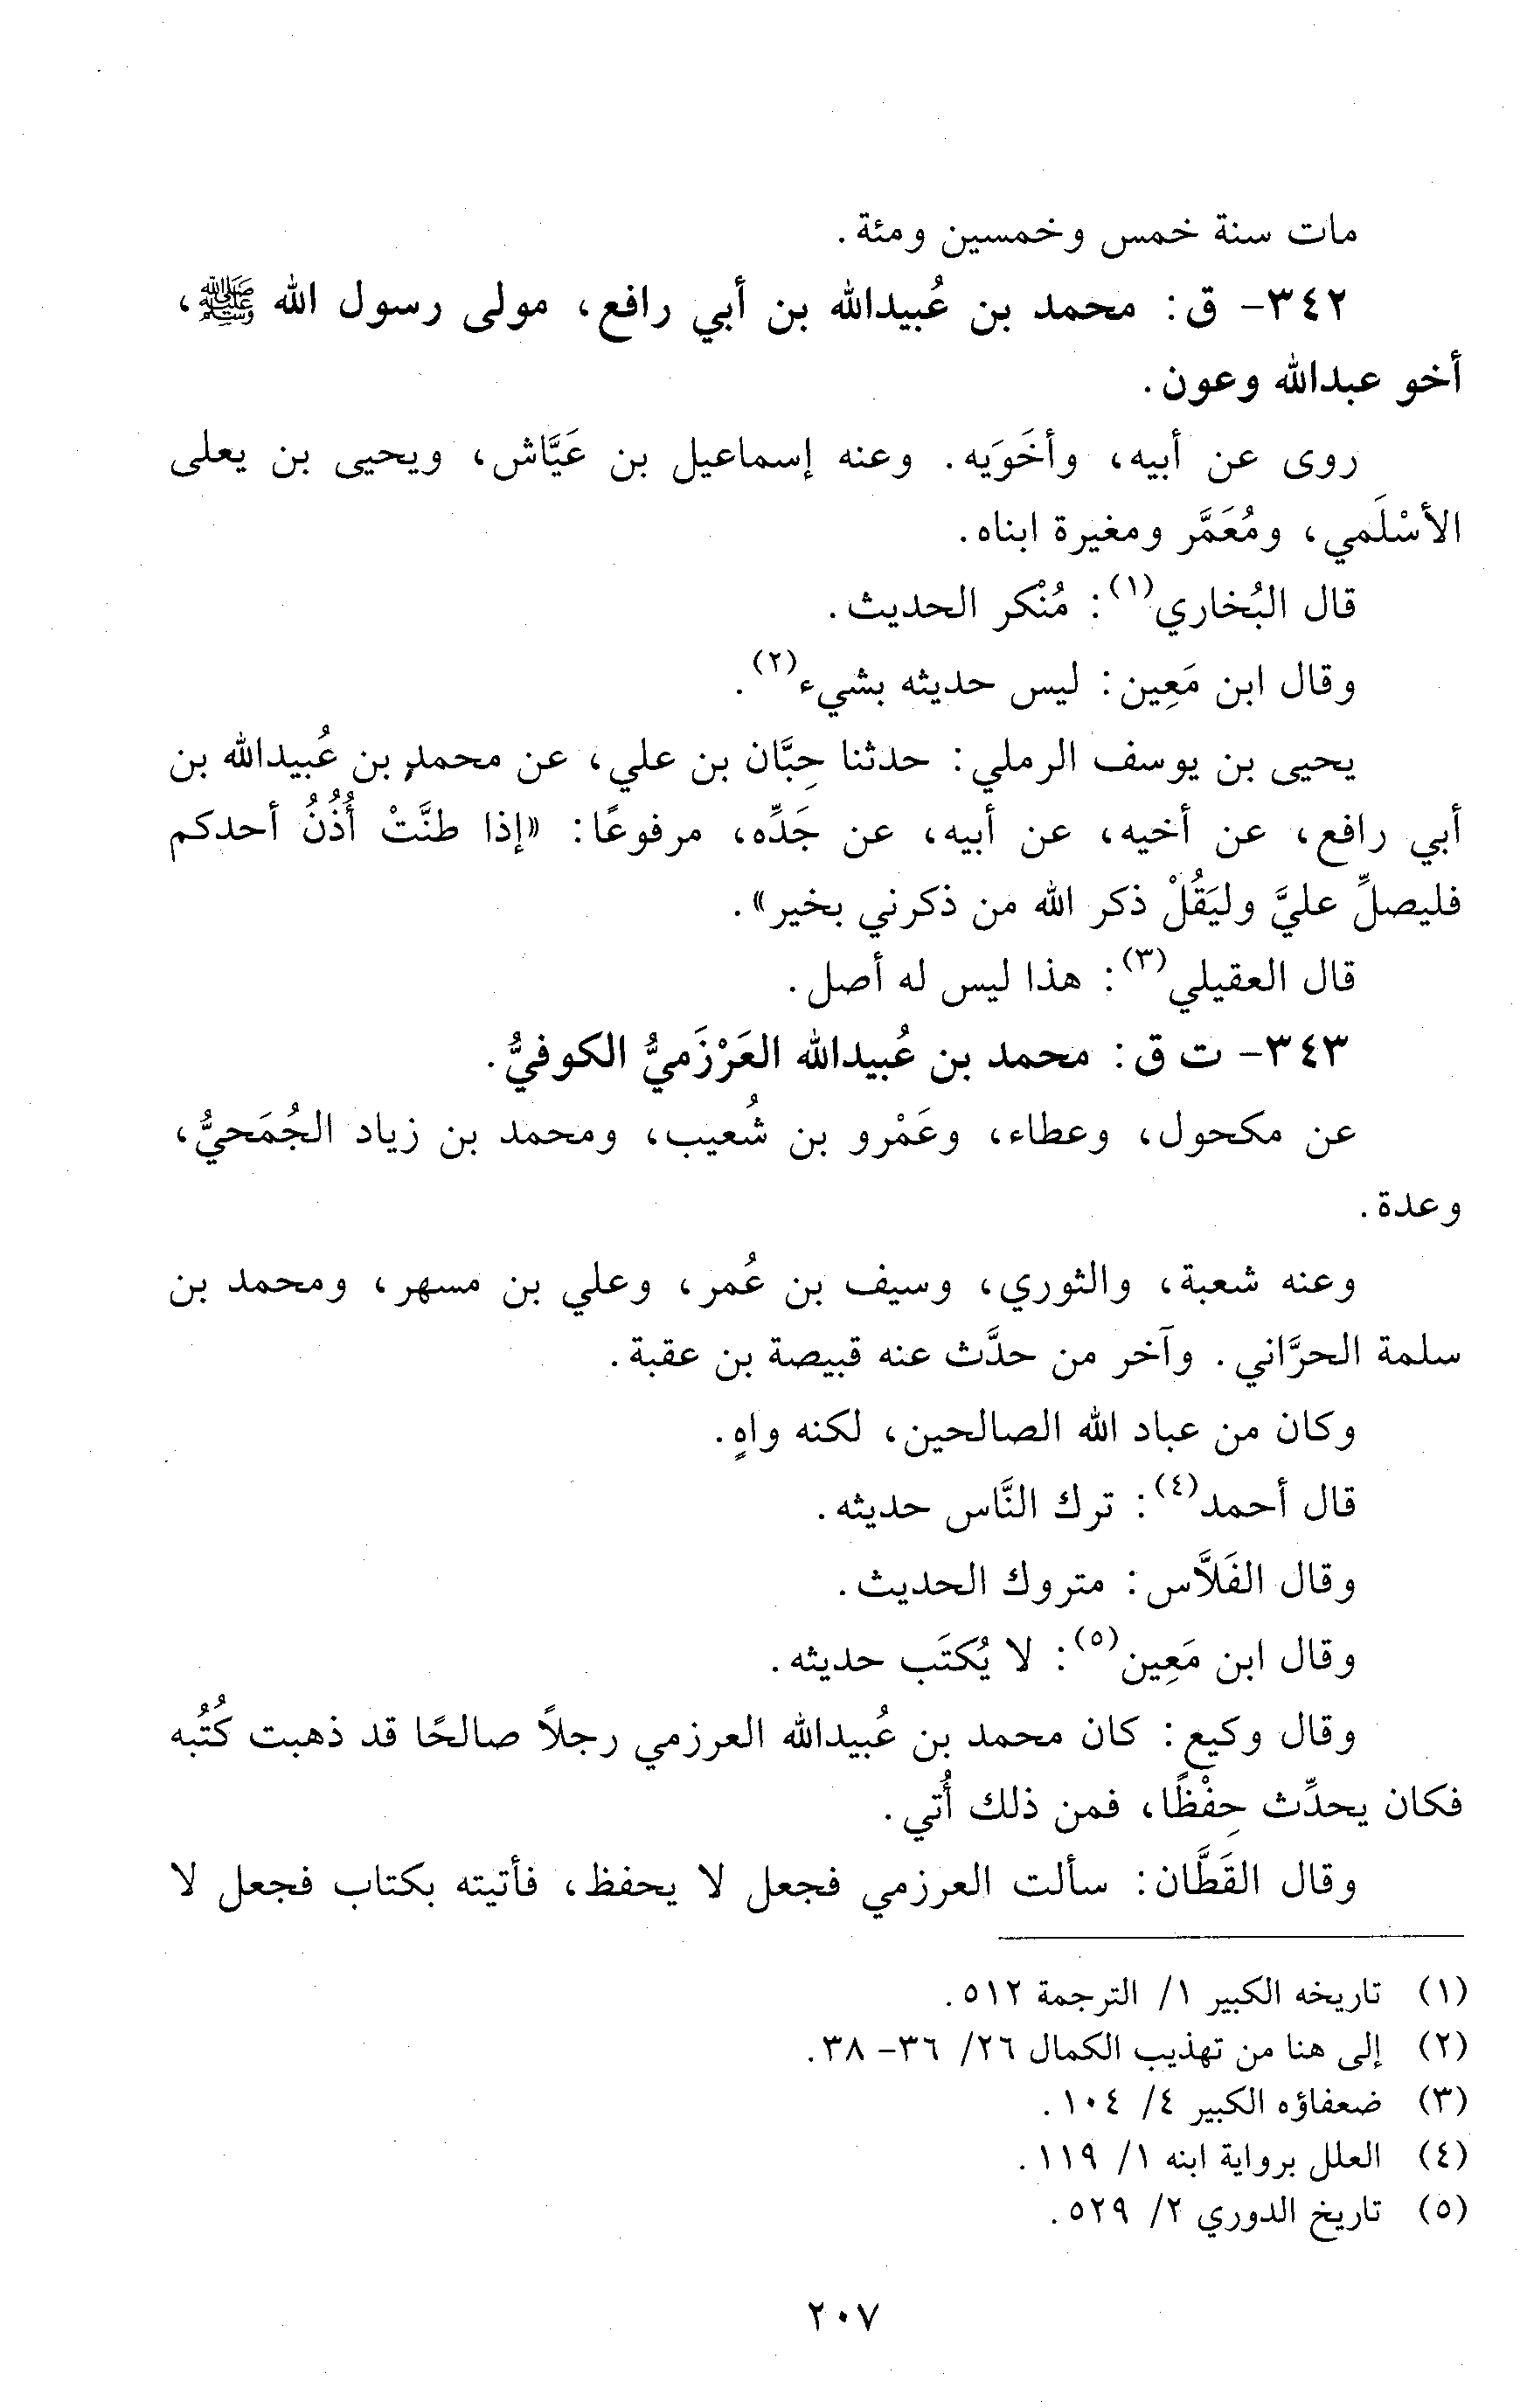 مات سنة خمس وخمسين ومئة.
٣٤٢- ق: محمد بن عُبيدالله بن أبي رافع، مولى رسول الله ﷺ،
أخو عبدالله وعون.
روى عن أبيه، وأخَوَيه. وعنه إسماعيل بن عَيَّاش، ويحيى بن يعلى
الأسْلَمي، ومُعَمَّر ومغيرة ابناه.
قال البُخاري(١): مُنْكر الحديث.
وقال ابن مَعِين: ليس حديثه بشيء(٢).
يحيى بن يوسف الرملي: حدثنا حِبَّان بن علي، عن محمد بن عُبيدالله بن
أبي رافع، عن أخيه، عن أبيه، عن جَدِّه، مرفوعًا: «إذا طنَّتْ أُذُنُ أحدكم
فليصلِّ عليَّ وليَقُلْ ذكر الله من ذكرني بخير».
قال العقيلي(٣): هذا ليس له أصل.
٣٤٣- ت ق: محمد بن عُبيدالله العَرْزَميُّ الكوفيُّ.
عن مكحول، وعطاء، وعَمْرو بن شُعيب، ومحمد بن زياد الجُمَحيُّ،
وعدة.
وعنه شعبة، والثوري، وسيف بن عُمر، وعلي بن مسهر، ومحمد بن
سلمة الحرَّاني. وآخر من حدَّث عنه قبيصة بن عقبة.
وكان من عباد الله الصالحين، لكنه واهٍ.
قال أحمد(٤): ترك النَّاس حديثه.
وقال الفَلاَّس: متروك الحديث.
وقال ابن مَعِين(٥): لا يُكتَب حديثه.
وقال وكيع: كان محمد بن عُبيدالله العرزمي رجلاً صالحًا قد ذهبت كُتُبه
فكان يحدِّث حِفْظًا، فمن ذلك أُتي.
وقال القَطَّان: سألت العرزمي فجعل لا يحفظ، فأتيته بكتاب فجعل لا
(١) تاريخه الكبير ١/ الترجمة ٥١٢.
(٢) إلى هنا من تهذيب الكمال ٢٦/ ٣٦- ٣٨.
(٣) ضعفاؤه الكبير ٤/ ١٠٤.
(٤) العلل برواية ابنه ١/ ١١٩.
(٥) تاريخ الدوري ٢/ ٥٢٩.
٢٠٧